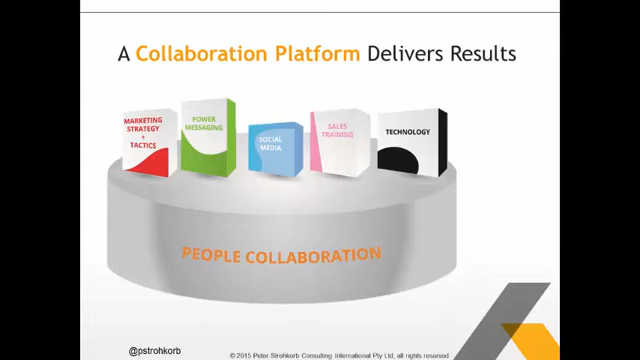 A Collaboration Platform Delivers Results
MARKETING
STRATEGY
+
TACTICS
POWER
MESSAGING
SOCIAL
MEDIA
SALES
TRAINING
TECHNOLOGY
PEOPLE COLLABORATION
@pstrohkorb
© 2015 Peter Strohkorb Consulting International Pty Ltd, all rights reserved